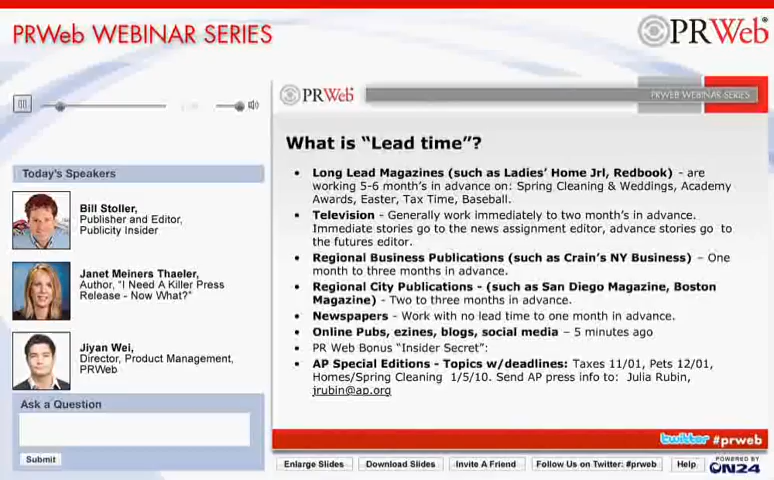 PRWeb WEBINAR SERIES
PRWeb®
PRWeb
PRWEB WEBINAR SERIES
Today's Speakers
Bill Stoller,
Publisher and Editor,
Publicity Insider
Janet Meiners Thaeler,
Author, "I Need A Killer Press
Release - Now What?"
Jiyan Wei,
Director, Product Management,
PRWeb
Ask a Question
Submit
What is “Lead time”?
• Long Lead Magazines (such as Ladies’ Home Jrl, Redbook) - are
working 5-6 month’s in advance on: Spring Cleaning & Weddings, Academy
Awards, Easter, Tax Time, Baseball.
• Television - Generally work immediately to two month’s in advance.
Immediate stories go to the news assignment editor, advance stories go to
the futures editor.
• Regional Business Publications (such as Crain’s NY Business) – One
month to three months in advance.
• Regional City Publications - (such as San Diego Magazine, Boston
Magazine) - Two to three months in advance.
• Newspapers - Work with no lead time to one month in advance.
• Online Pubs, ezines, blogs, social media – 5 minutes ago
• PR Web Bonus “Insider Secret”:
• AP Special Editions - Topics w/deadlines: Taxes 11/01, Pets 12/01,
Homes/Spring Cleaning 1/5/10. Send AP press info to: Julia Rubin,
jrubin@ap.org
twitter #prweb
Enlarge Slides
Download Slides
Invite A Friend
Follow Us on Twitter: #prweb
Help
POWERED BY
ON24